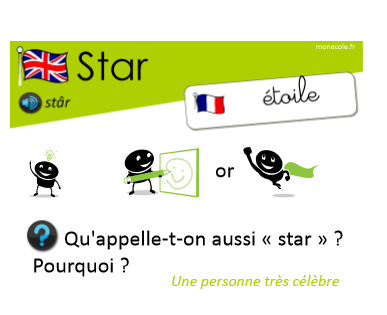 monecole.fr
Star
stâr
étoile
or
Qu'appelle-t-on aussi « star » ?
Pourquoi ?
Une personne très célèbre